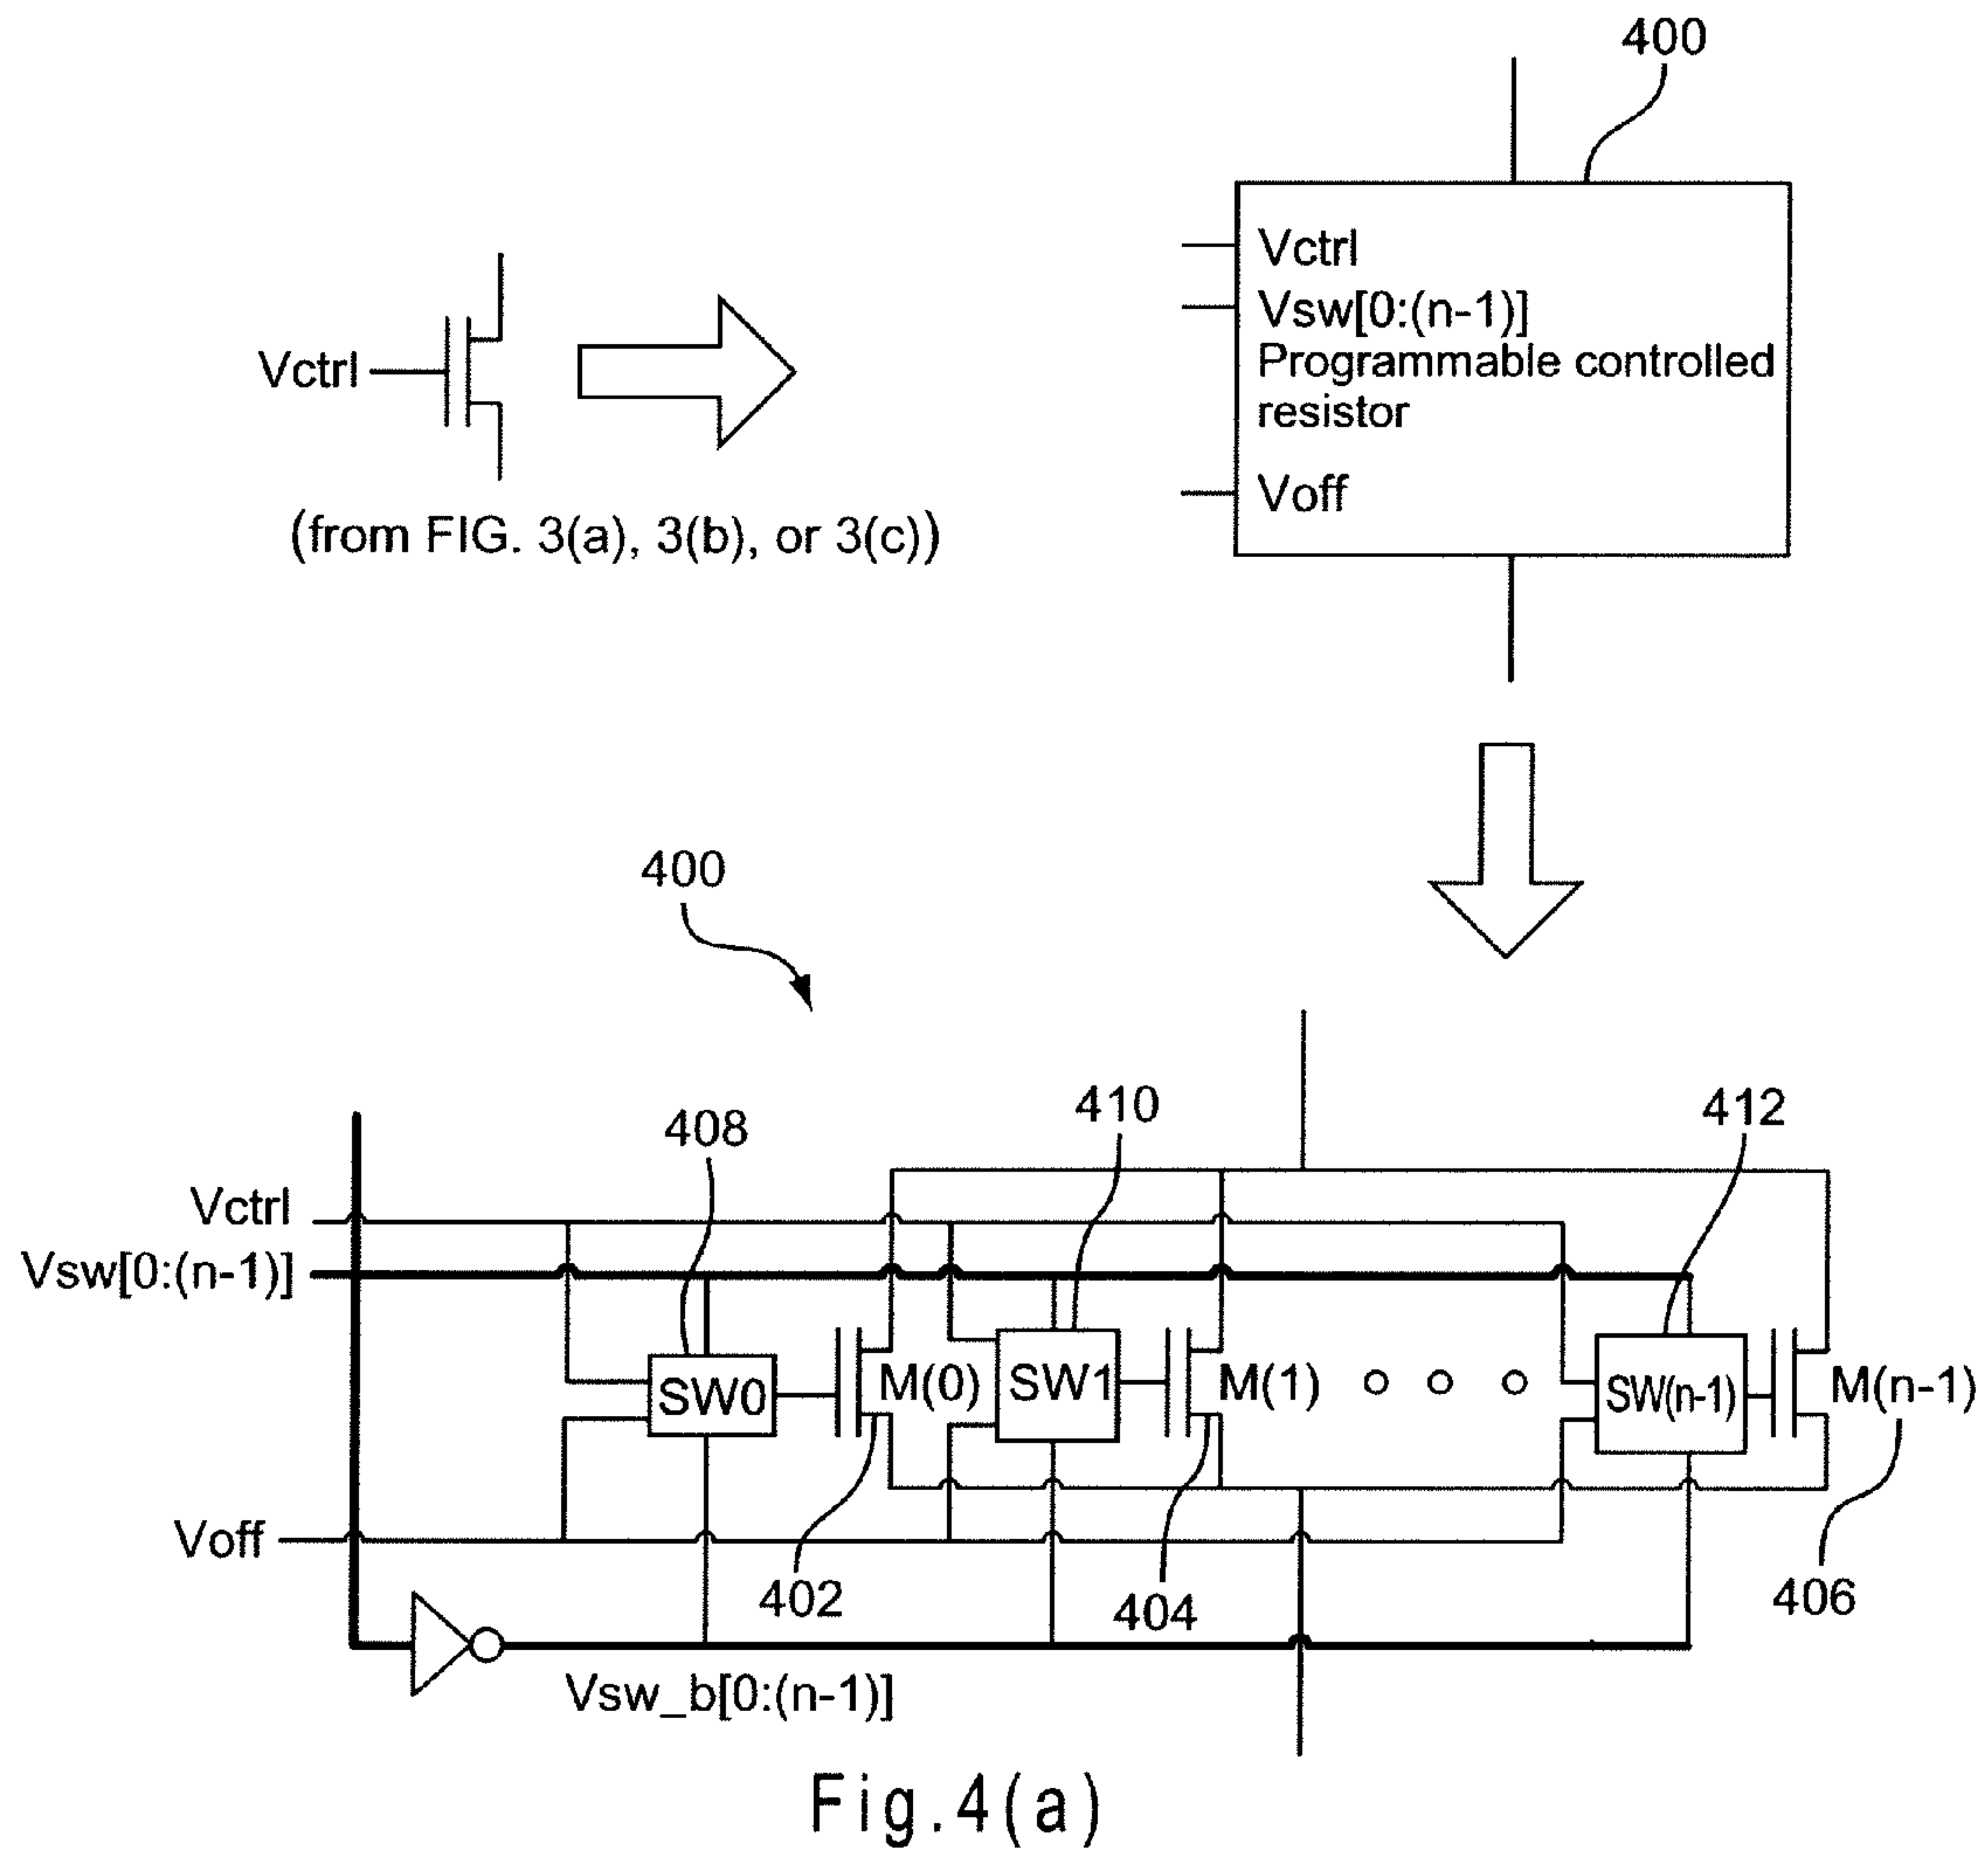 400
Vctrl
Vsw[0:(n-1)]
Programmable controlled
resistor
Voff
Vctrl
(from FIG. 3(a), 3(b), or 3(c))
400
408
410
412
Vctrl
Vsw[0:(n-1)]
SW0
M(0)
SW1
M(1)
SW(n-1)
M(n-1)
Voff
402
404
406
Vsw_b[0:(n-1)]
Fig.4(a)